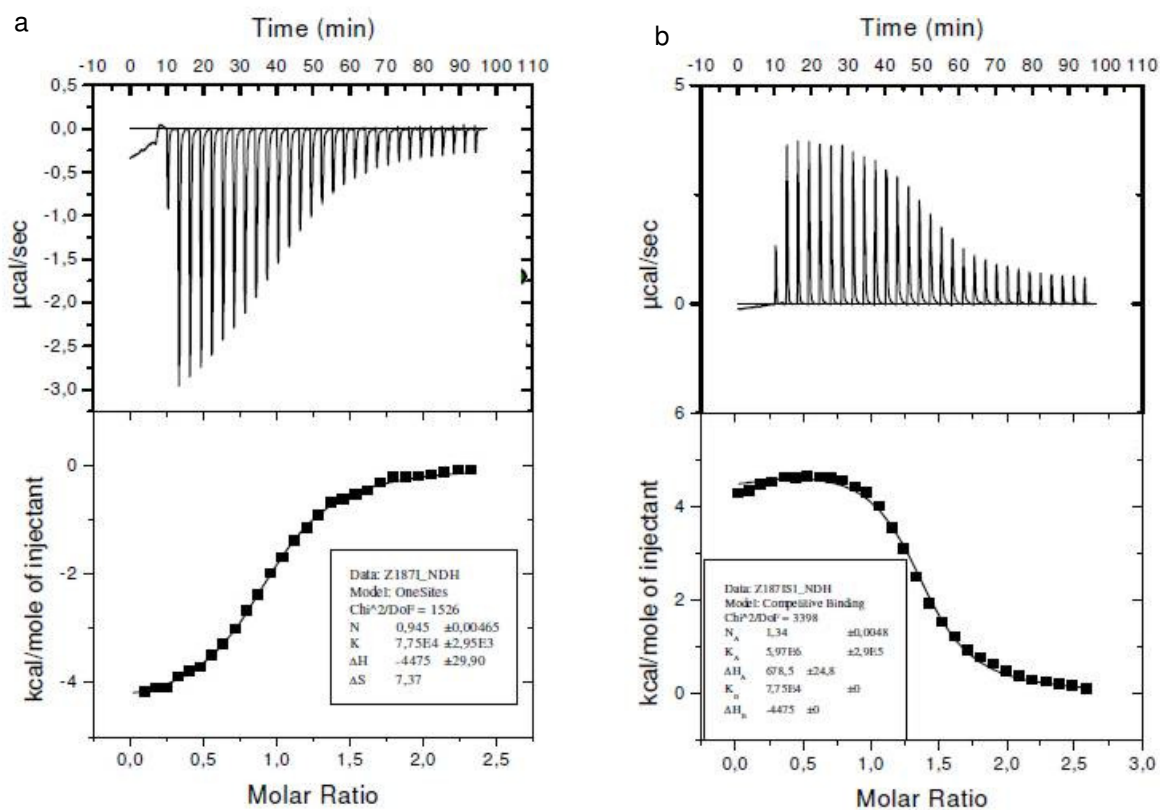 a
Time (min)
-10 0 10 20 30 40 50 60 70 80 90 100 110
0,5
0,0
-0,5
-1,0
-1,5
-2,0
-2,5
-3,0
µcal/sec
0
-2
-4
kcal/mole of injectant
Data: Z187I_NDH
Model: OneSites
Chi^2/DoF = 1526
N 0,945 ±0,00465
K 7,75E4 ±2,95E3
ΔH -4475 ±29,90
ΔS 7,37
0,0 0,5 1,0 1,5 2,0 2,5
Molar Ratio
b
Time (min)
-10 0 10 20 30 40 50 60 70 80 90 100 110
5
0
µcal/sec
6
4
2
0
kcal/mole of injectant
Data: Z187IS1_NDH
Model: Competitive Binding
Chi^2/DoF = 3398
N_A 1,34 ±0,0048
K_A 5,97E6 ±2,9E5
ΔH_A 678,5 ±24,8
K_B 7,75E4 ±0
ΔH_B -4475 ±0
0,0 0,5 1,0 1,5 2,0 2,5 3,0
Molar Ratio